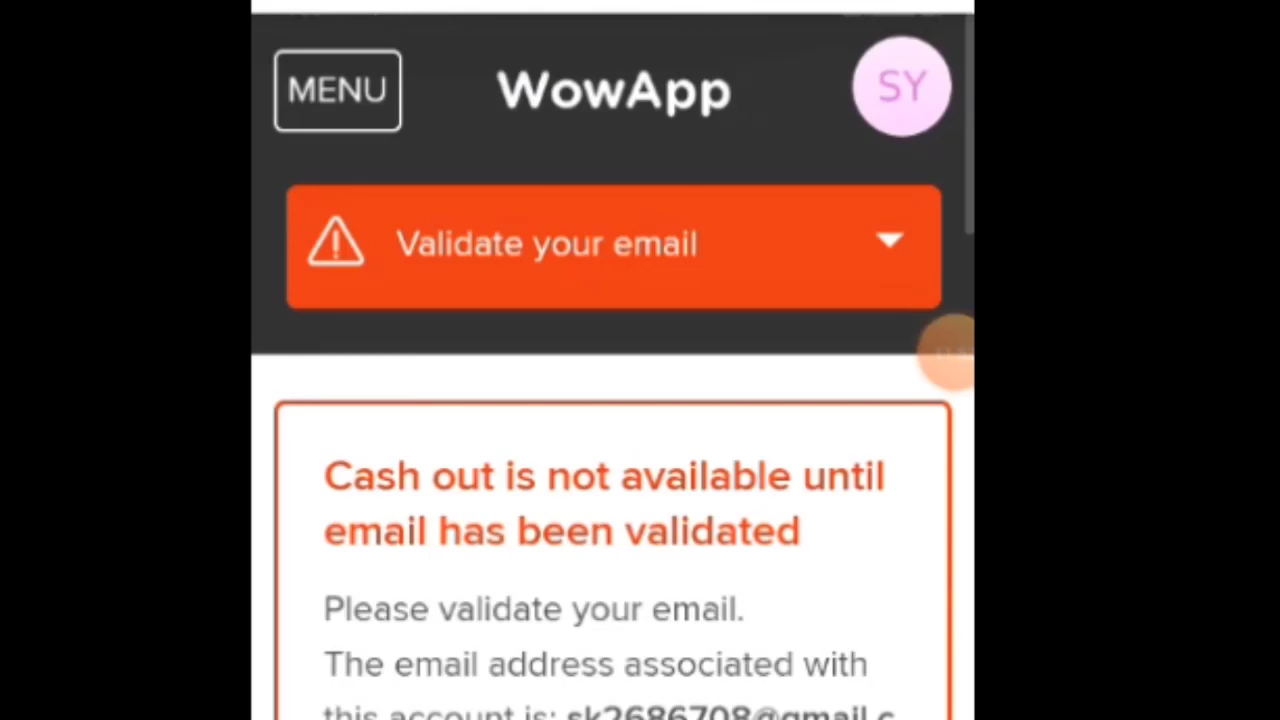 MENU WowApp SY
Validate your email
Cash out is not available until
email has been validated
Please validate your email.
The email address associated with
this account is: sk2686708@gmail.c